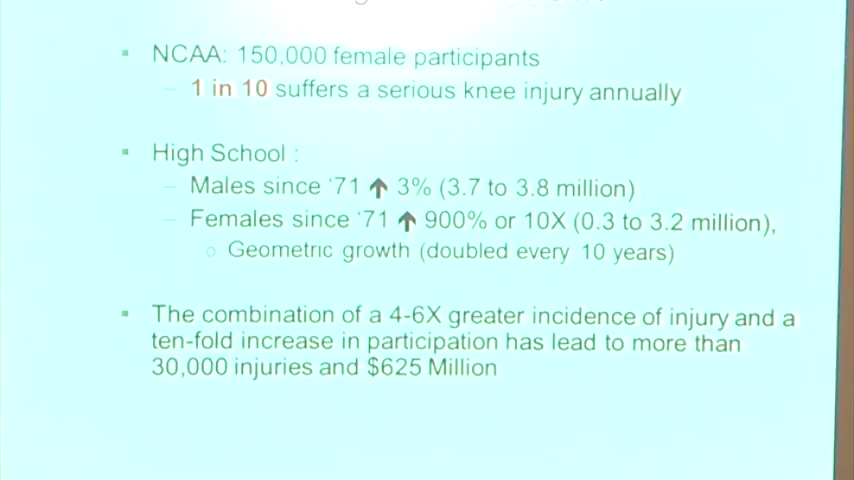 ▪ NCAA: 150,000 female participants
– 1 in 10 suffers a serious knee injury annually
▪ High School :
– Males since ‘71 ↑ 3% (3.7 to 3.8 million)
– Females since ‘71 ↑ 900% or 10X (0.3 to 3.2 million),
○ Geometric growth (doubled every 10 years)
▪ The combination of a 4-6X greater incidence of injury and a
ten-fold increase in participation has lead to more than
30,000 injuries and $625 Million